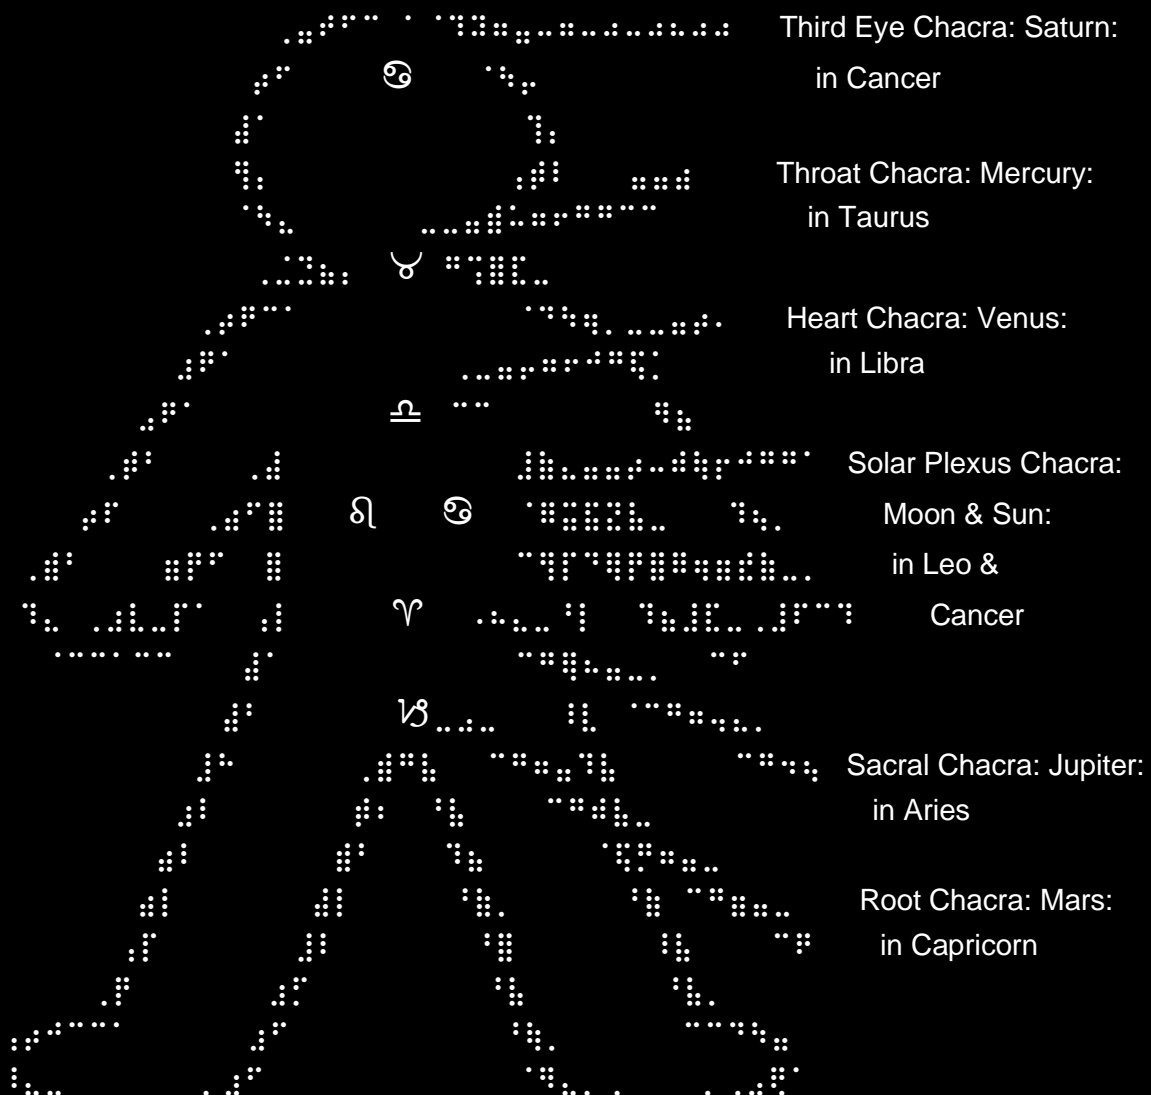 Third Eye Chacra: Saturn:
♋
in Cancer
Throat Chacra: Mercury:
in Taurus
♉
Heart Chacra: Venus:
in Libra
♎
Solar Plexus Chacra:
♌ ♋ Moon & Sun:
in Leo &
♈ Cancer
♑
Sacral Chacra: Jupiter:
in Aries
Root Chacra: Mars:
in Capricorn